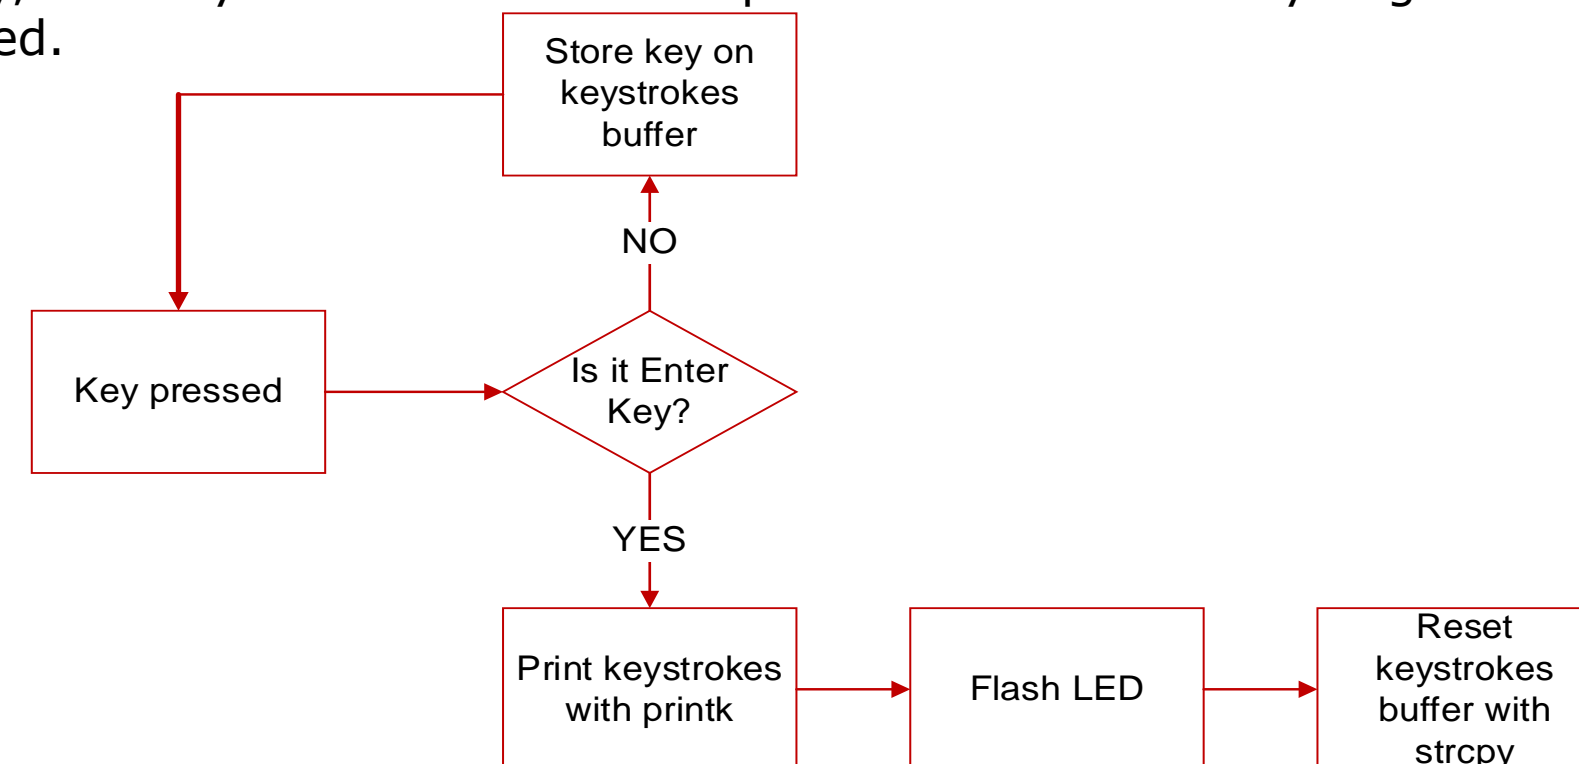 ed.
Store key on
keystrokes
buffer
NO
Key pressed
Is it Enter
Key?
YES
Print keystrokes
with printk
Flash LED
Reset
keystrokes
buffer with
strcpy